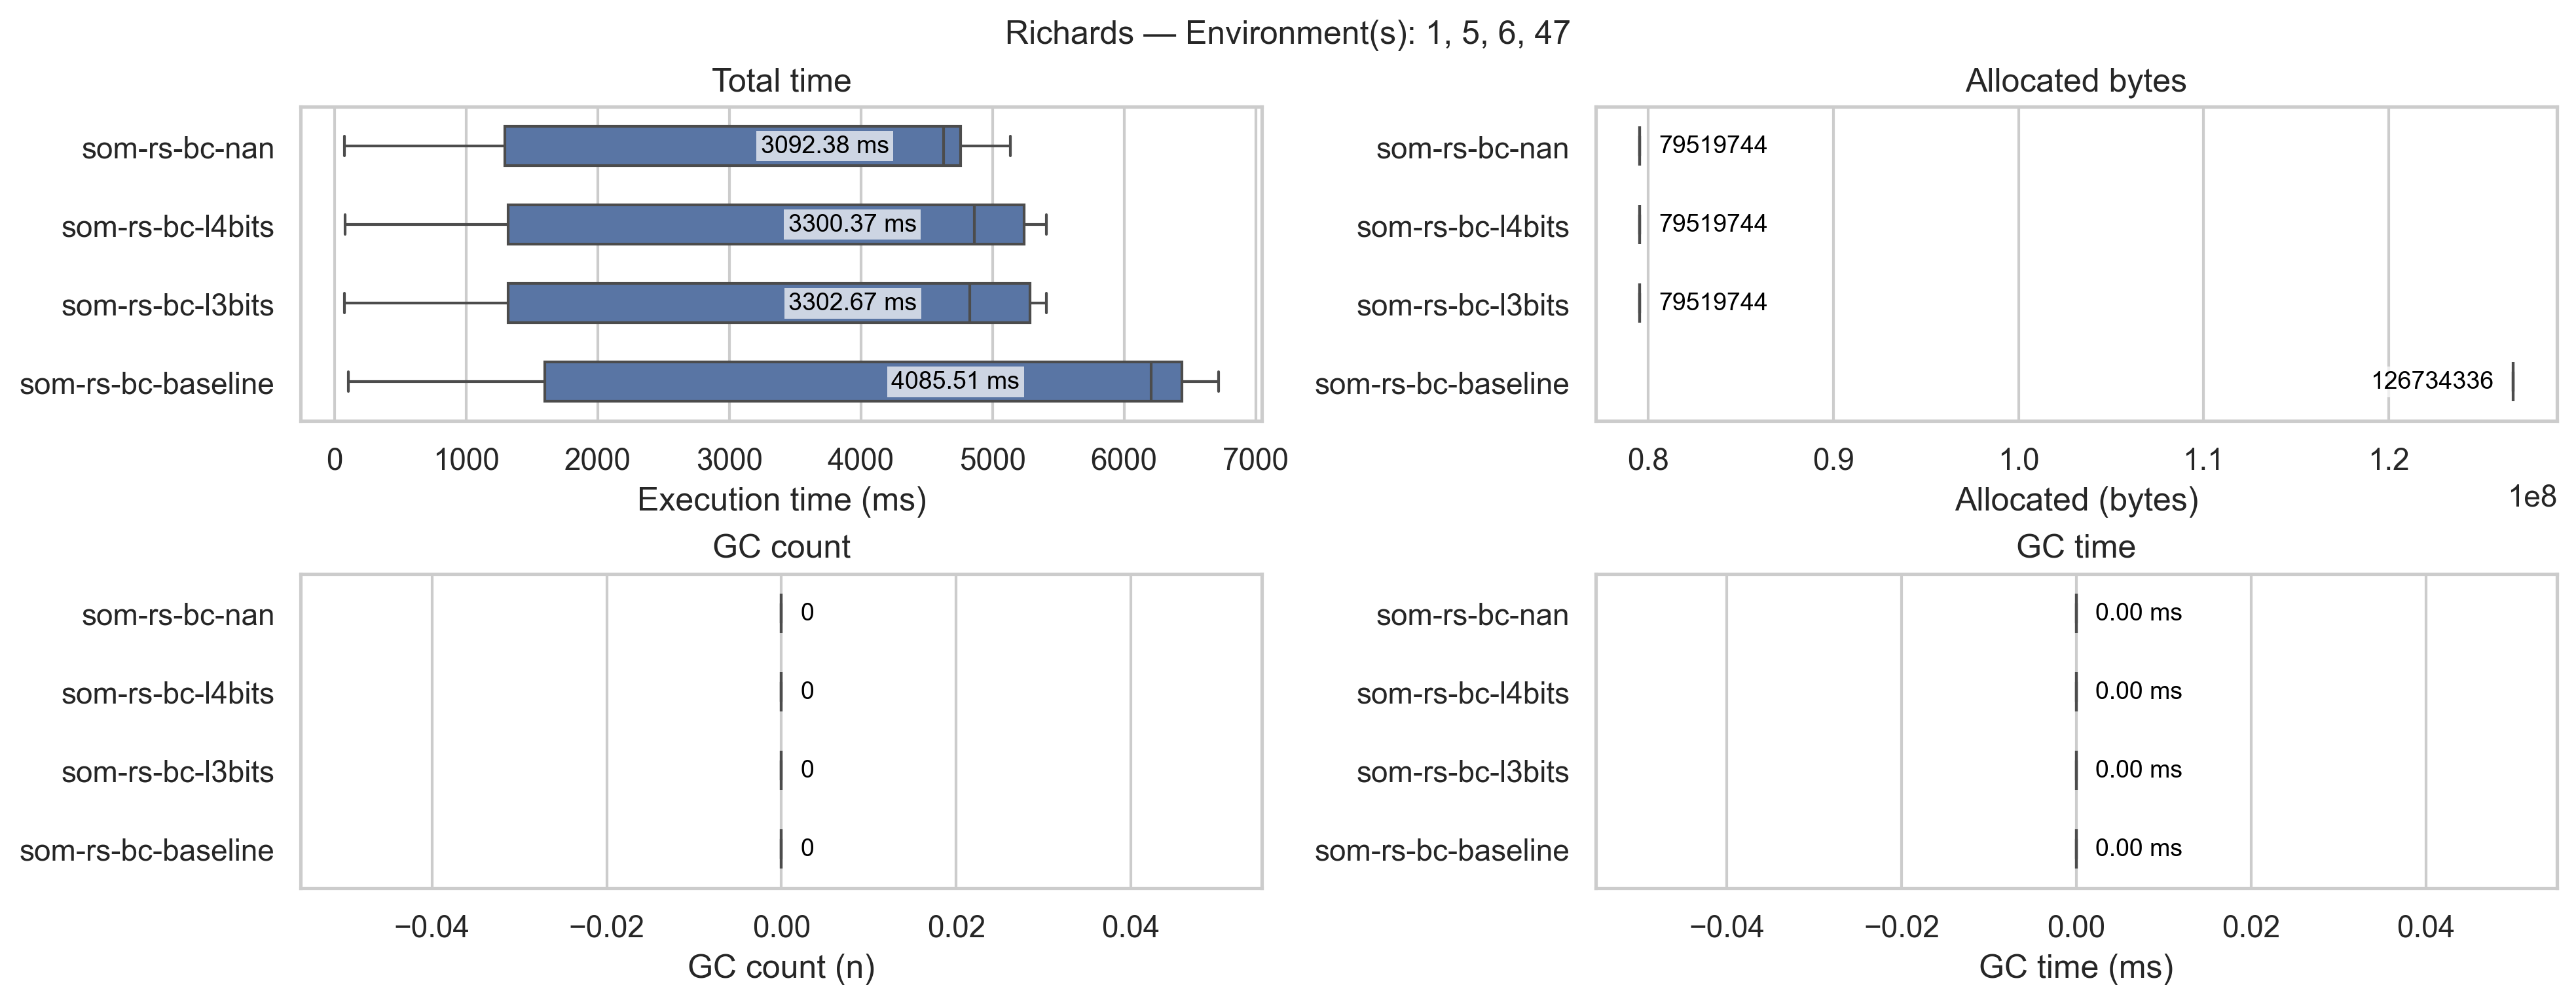 Richards — Environment(s): 1, 5, 6, 47
Total time
som-rs-bc-nan
3092.38 ms
som-rs-bc-l4bits
3300.37 ms
som-rs-bc-l3bits
3302.67 ms
som-rs-bc-baseline
4085.51 ms
0 1000 2000 3000 4000 5000 6000 7000
Execution time (ms)
Allocated bytes
som-rs-bc-nan
79519744
som-rs-bc-l4bits
79519744
som-rs-bc-l3bits
79519744
som-rs-bc-baseline
126734336
0.8 0.9 1.0 1.1 1.2
1e8
Allocated (bytes)
GC count
som-rs-bc-nan
0
som-rs-bc-l4bits
0
som-rs-bc-l3bits
0
som-rs-bc-baseline
0
−0.04 −0.02 0.00 0.02 0.04
GC count (n)
GC time
som-rs-bc-nan
0.00 ms
som-rs-bc-l4bits
0.00 ms
som-rs-bc-l3bits
0.00 ms
som-rs-bc-baseline
0.00 ms
−0.04 −0.02 0.00 0.02 0.04
GC time (ms)